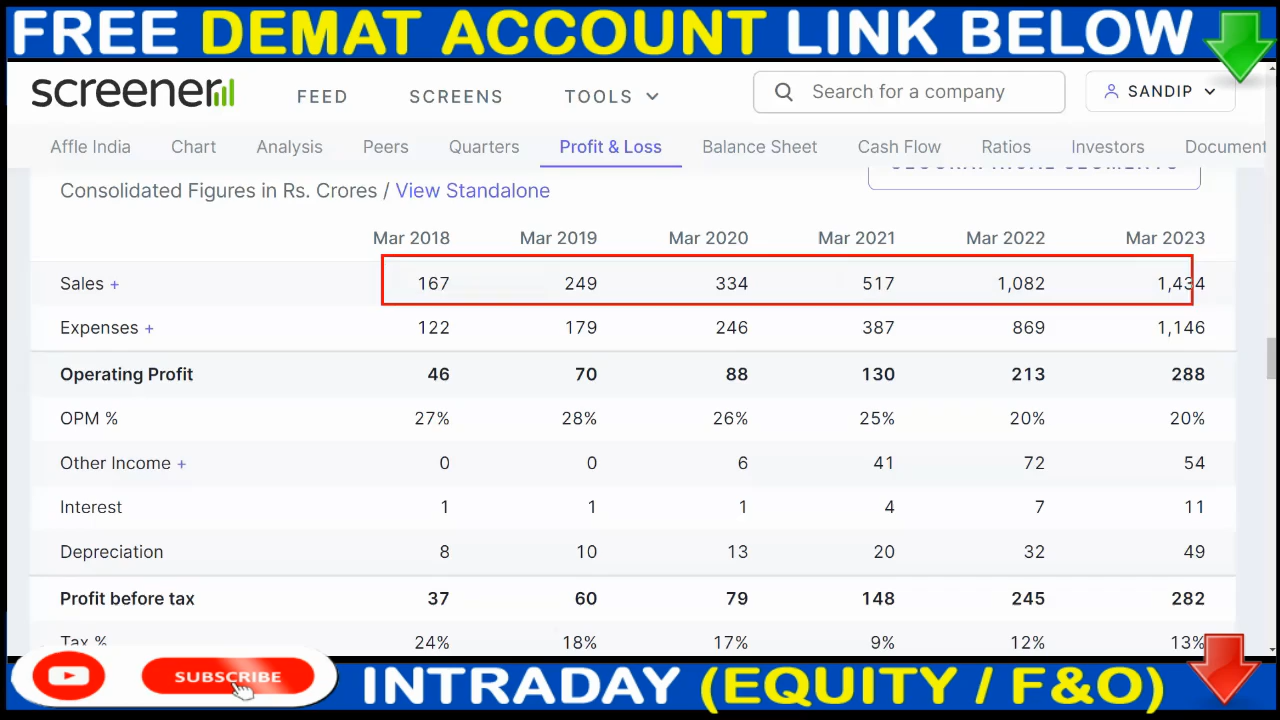 FREE DEMAT ACCOUNT LINK BELOW
screener FEED SCREENS TOOLS Search for a company SANDIP
Affle India Chart Analysis Peers Quarters Profit & Loss Balance Sheet Cash Flow Ratios Investors Document
GEOGRAPHICAL SEGMENTS
Consolidated Figures in Rs. Crores / View Standalone
Mar 2018 Mar 2019 Mar 2020 Mar 2021 Mar 2022 Mar 2023
Sales + 167 249 334 517 1,082 1,434
Expenses + 122 179 246 387 869 1,146
Operating Profit 46 70 88 130 213 288
OPM % 27% 28% 26% 25% 20% 20%
Other Income + 0 0 6 41 72 54
Interest 1 1 1 4 7 11
Depreciation 8 10 13 20 32 49
Profit before tax 37 60 79 148 245 282
Tax % 24% 18% 17% 9% 12% 13%
SUBSCRIBE
INTRADAY (EQUITY / F&O)